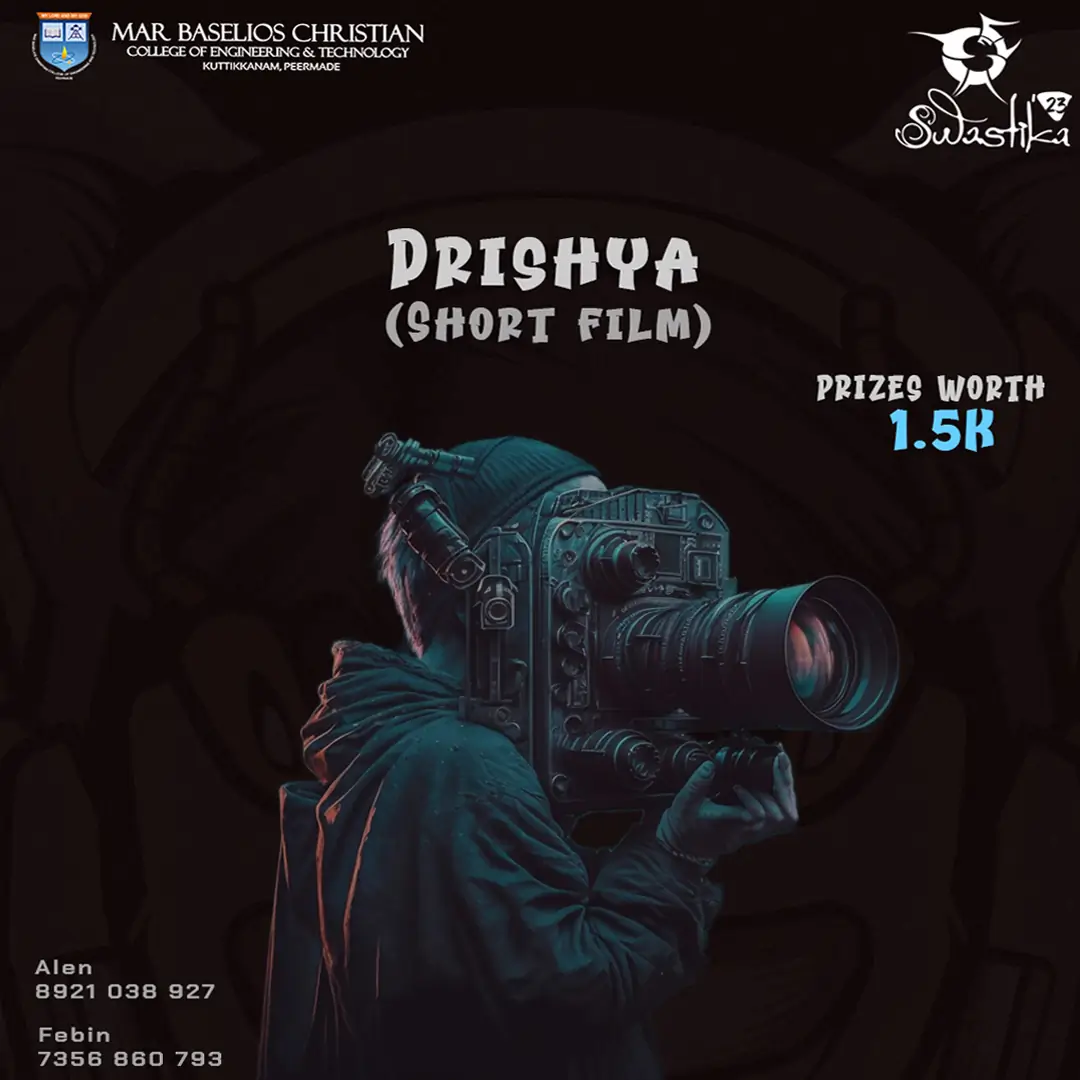 MAR BASELIOS CHRISTIAN
COLLEGE OF ENGINEERING & TECHNOLOGY
KUTTIKKANAM, PEERMADE
Swastika '23
DRISHYA
(SHORT FILM)
PRIZES WORTH
1.5K
Alen
8921 038 927
Febin
7356 860 793